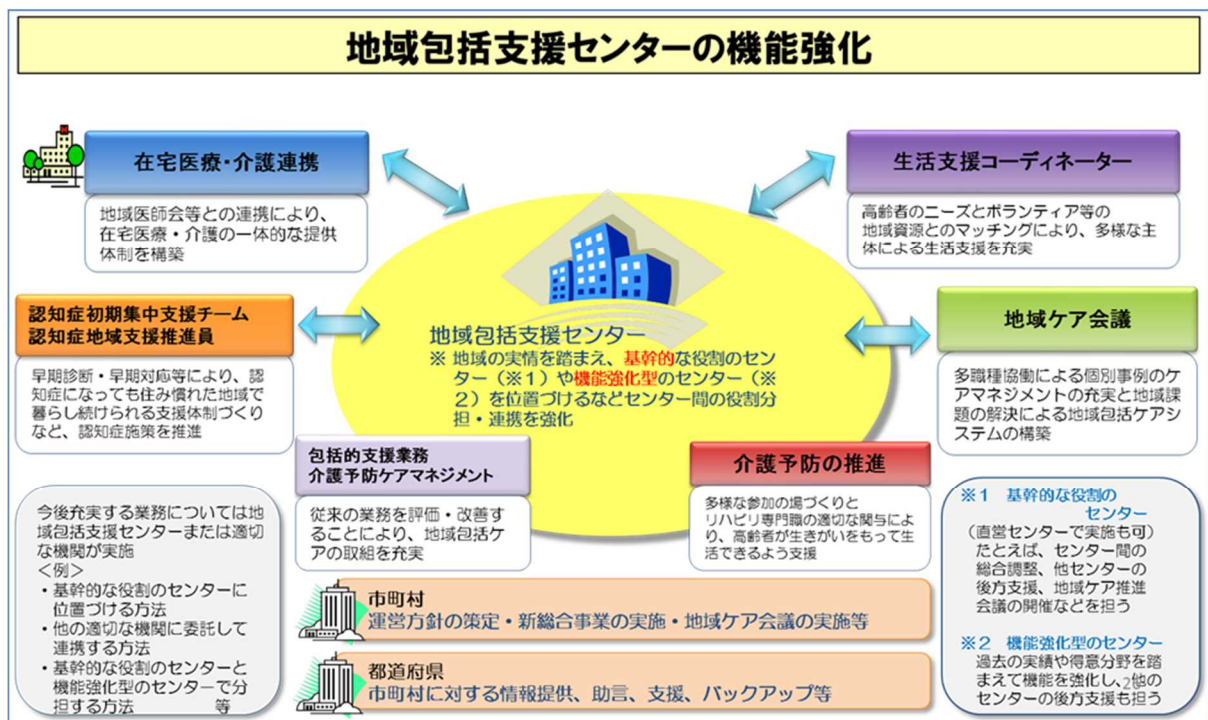 地域包括支援センターの機能強化
在宅医療・介護連携
地域医師会等との連携により、
在宅医療・介護の一体的な提供
体制を構築
生活支援コーディネーター
高齢者のニーズとボランティア等の
地域資源とのマッチングにより、多様な主
体による生活支援を充実
認知症初期集中支援チーム
認知症地域支援推進員
早期診断・早期対応等により、認
知症になっても住み慣れた地域で
暮らし続けられる支援体制づくり
など、認知症施策を推進
地域包括支援センター
※ 地域の実情を踏まえ、基幹的な役割のセン
ター（※1）や機能強化型のセンター（※
2）を位置づけるなどセンター間の役割分
担・連携を強化
地域ケア会議
多職種協働による個別事例のケ
アマネジメントの充実と地域課
題の解決による地域包括ケアシ
ステムの構築
包括的支援業務
介護予防ケアマネジメント
従来の業務を評価・改善す
ることにより、地域包括ケ
アの取組を充実
介護予防の推進
多様な参加の場づくりと
リハビリ専門職の適切な関与によ
り、高齢者が生きがいをもって生
活できるよう支援
今後充実する業務については地
域包括支援センターまたは適切
な機関が実施
＜例＞
・基幹的な役割のセンターに
位置づける方法
・他の適切な機関に委託して
連携する方法
・基幹的な役割のセンターと
機能強化型のセンターで分
担する方法　　　等
市町村
運営方針の策定・新総合事業の実施・地域ケア会議の実施等
都道府県
市町村に対する情報提供、助言、支援、バックアップ等
※1　基幹的な役割の
センター
（直営センターで実施も可）
たとえば、センター間の
総合調整、他センターの
後方支援、地域ケア推進
会議の開催などを担う
※2　機能強化型のセンター
過去の実績や得意分野を踏
まえて機能を強化し、他の
センターの後方支援も担う
2